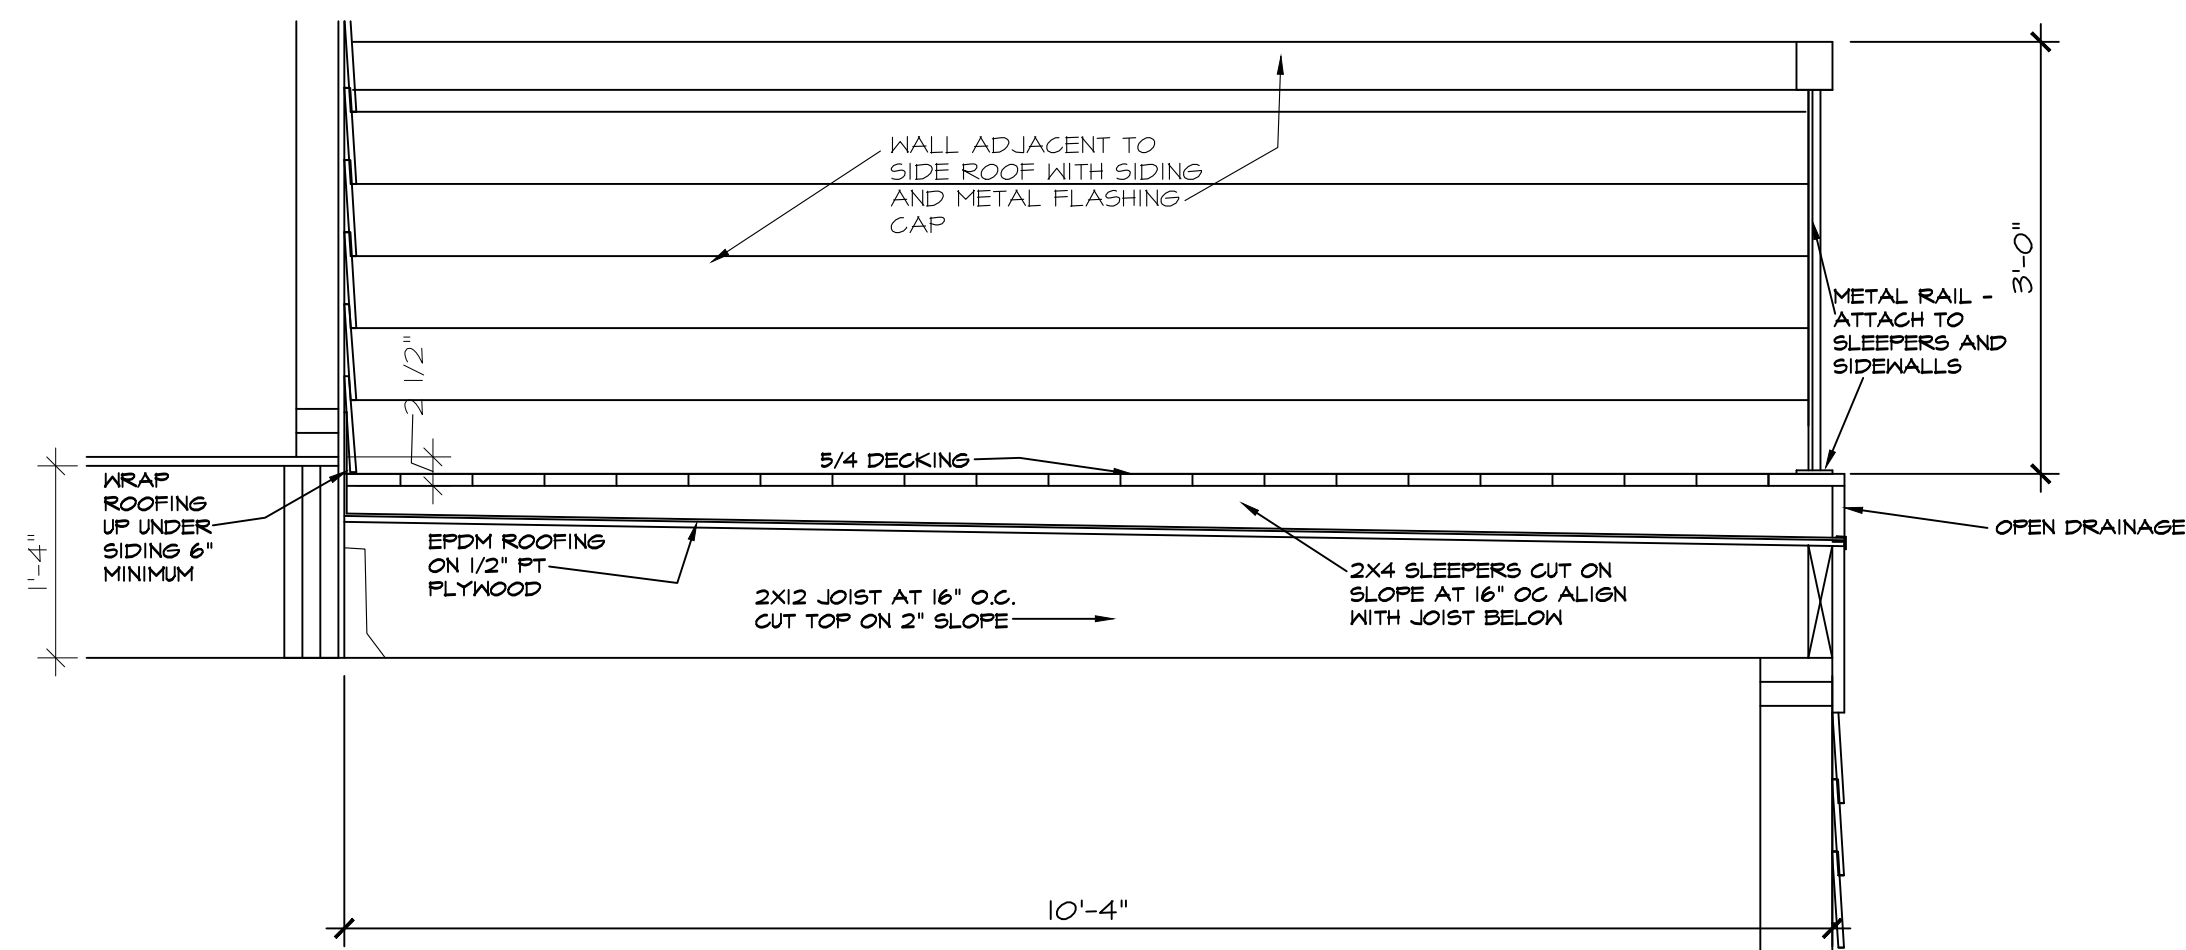 WALL ADJACENT TO
SIDE ROOF WITH SIDING
AND METAL FLASHING
CAP
3'-0"
METAL RAIL -
ATTACH TO
SLEEPERS AND
SIDEWALLS
2 1/2"
5/4 DECKING
WRAP
ROOFING
UP UNDER
SIDING 6"
MINIMUM
1'-4"
EPDM ROOFING
ON 1/2" PT
PLYWOOD
2X12 JOIST AT 16" O.C.
CUT TOP ON 2" SLOPE
2X4 SLEEPERS CUT ON
SLOPE AT 16" OC ALIGN
WITH JOIST BELOW
OPEN DRAINAGE
10'-4"